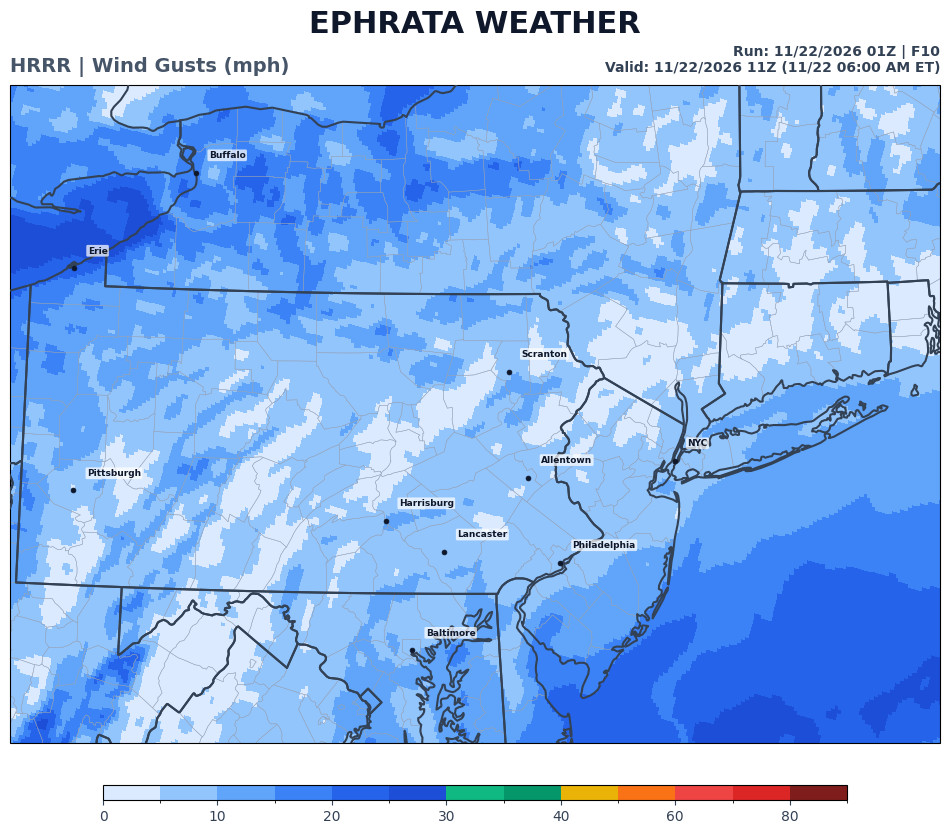 EPHRATA WEATHER
HRRR | Wind Gusts (mph)
Run: 11/22/2026 01Z | F10
Valid: 11/22/2026 11Z (11/22 06:00 AM ET)
Buffalo
Erie
Scranton
NYC
Allentown
Pittsburgh
Harrisburg
Lancaster
Philadelphia
Baltimore
0 10 20 30 40 60 80